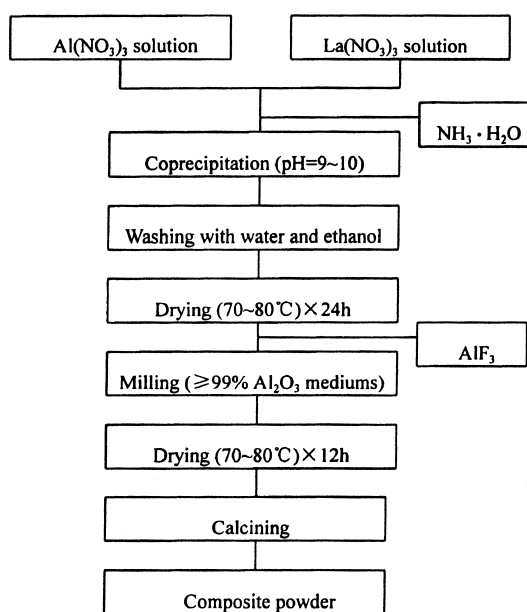 Al(NO₃)₃ solution
La(NO₃)₃ solution
NH₃·H₂O
Coprecipitation (pH=9~10)
Washing with water and ethanol
Drying (70~80℃)×24h
AlF₃
Milling (≥99% Al₂O₃ mediums)
Drying (70~80℃)×12h
Calcining
Composite powder